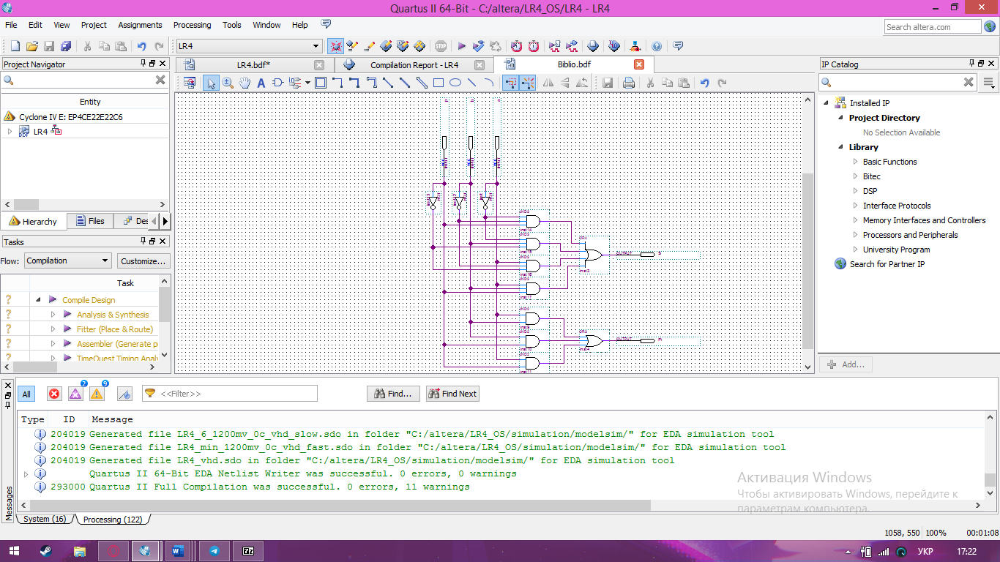 Quartus II 64-Bit - C:/altera/LR4_OS/LR4 - LR4
File Edit View Project Assignments Processing Tools Window Help
Search altera.com
LR4
STOP
Project Navigator
LR4.bdf*
Compilation Report - LR4
Biblio.bdf
IP Catalog
Entity
Cyclone IV E: EP4CE22E22C6
LR4
Hierarchy
Files
Des
Tasks
Flow: Compilation
Customize...
Task
Compile Design
Analysis & Synthesis
Fitter (Place & Route)
Assembler (Generate p
TimeQuest Timing Analy
OUTPUT
S
OUTPUT
Installed IP
Project Directory
No Selection Available
Library
Basic Functions
Bitec
DSP
Interface Protocols
Memory Interfaces and Controllers
Processors and Peripherals
University Program
Search for Partner IP
Add...
All
2
9
<<Filter>>
Find...
Find Next
Type ID Message
204019 Generated file LR4_6_1200mv_0c_vhd_slow.sdo in folder "C:/altera/LR4_OS/simulation/modelsim/" for EDA simulation tool
204019 Generated file LR4_min_1200mv_0c_vhd_fast.sdo in folder "C:/altera/LR4_OS/simulation/modelsim/" for EDA simulation tool
204019 Generated file LR4_vhd.sdo in folder "C:/altera/LR4_OS/simulation/modelsim/" for EDA simulation tool
Quartus II 64-Bit EDA Netlist Writer was successful. 0 errors, 0 warnings
293000 Quartus II Full Compilation was successful. 0 errors, 11 warnings
Активация Windows
Чтобы активировать Windows, перейдите к
параметрам компьютера.
Messages
System (16)
Processing (122)
1058, 550 100% 00:01:08
УКР 17:22